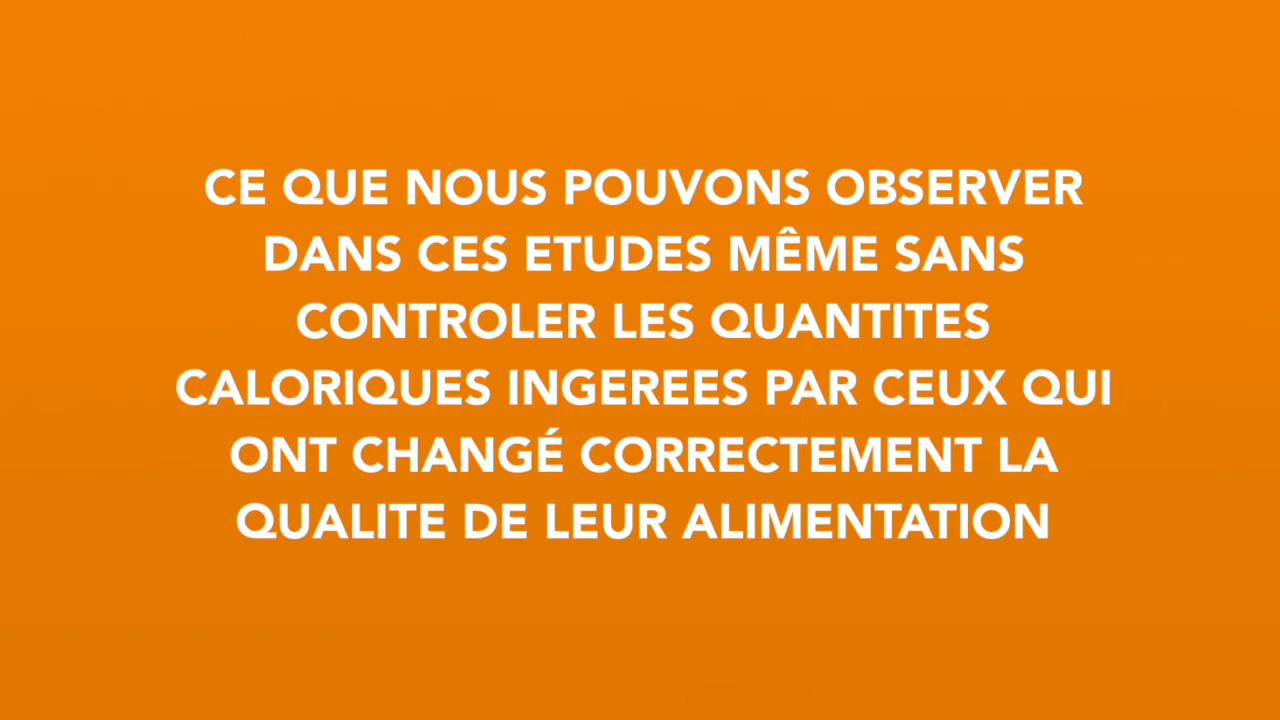 CE QUE NOUS POUVONS OBSERVER
DANS CES ETUDES MÊME SANS
CONTROLER LES QUANTITES
CALORIQUES INGEREES PAR CEUX QUI
ONT CHANGÉ CORRECTEMENT LA
QUALITE DE LEUR ALIMENTATION